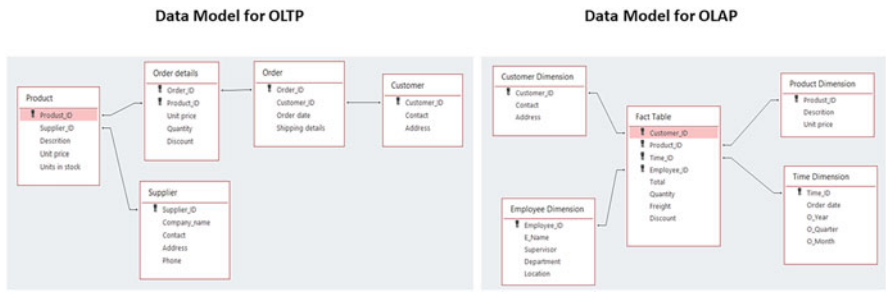 Data Model for OLTP
Product
Product_ID
Supplier_ID
Descrition
Unit price
Units in stock
Order details
Order_ID
Product_ID
Unit price
Quantity
Discount
Order
Order_ID
Customer_ID
Order date
Shipping details
Customer
Customer_ID
Contact
Address
Supplier
Supplier_ID
Company_name
Contact
Address
Phone
Data Model for OLAP
Customer Dimension
Customer_ID
Contact
Address
Fact Table
Customer_ID
Product_ID
Time_ID
Employee_ID
Total
Quantity
Freight
Discount
Product Dimension
Product_ID
Descrition
Unit price
Employee Dimension
Employee_ID
E_Name
Supervisor
Department
Location
Time Dimension
Time_ID
Order date
O_Year
O_Quarter
O_Month